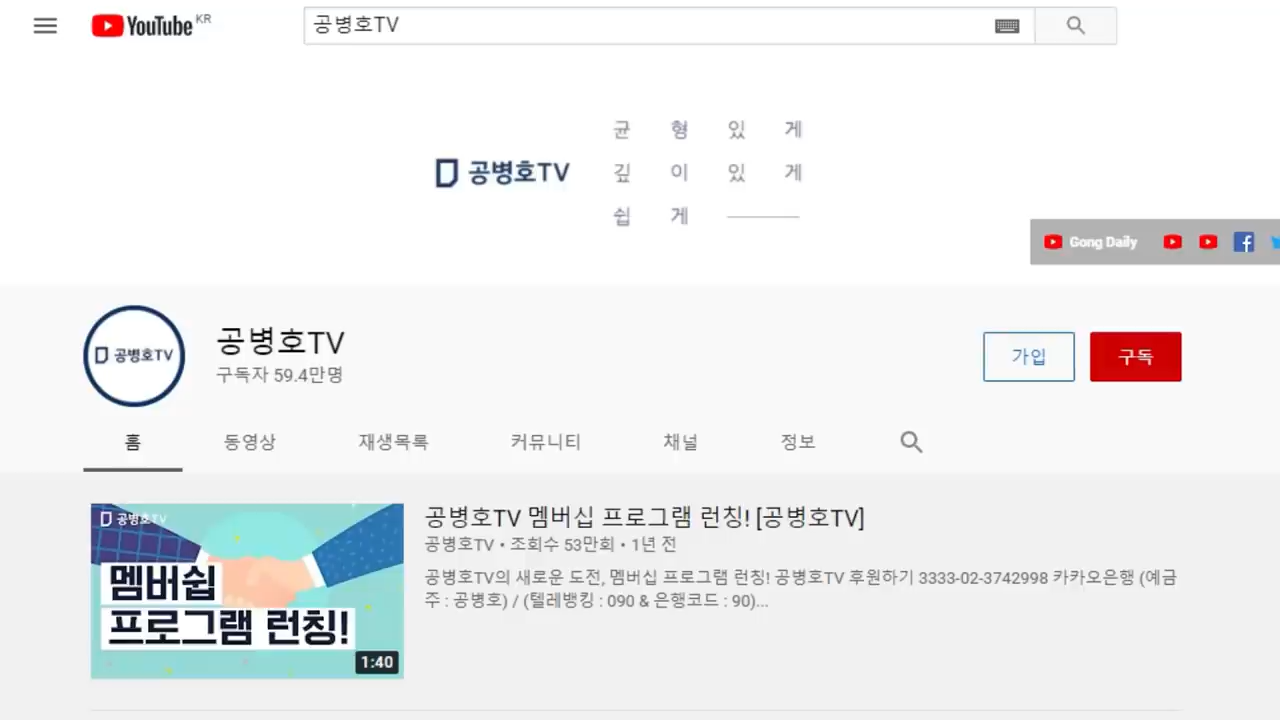 YouTube KR
공병호TV
균 형 있 게
공병호TV
깊 이 있 게
쉽 게
Gong Daily
공병호TV
공병호TV
구독자 59.4만명
가입
구독
홈 동영상 재생목록 커뮤니티 채널 정보
공병호TV
멤버쉽
프로그램 런칭!
1:40
공병호TV 멤버십 프로그램 런칭! [공병호TV]
공병호TV • 조회수 53만회 • 1년 전
공병호TV의 새로운 도전, 멤버십 프로그램 런칭! 공병호TV 후원하기 3333-02-3742998 카카오은행 (예금
주 : 공병호) / (텔레뱅킹 : 090 & 은행코드 : 90)...